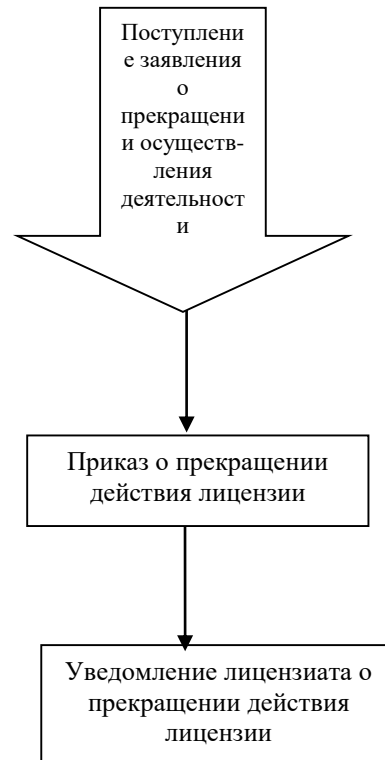 Поступлени
е заявления
о
прекращени
и осуществ-
ления
деятельност
и
Приказ о прекращении
действия лицензии
Уведомление лицензиата о
прекращении действия
лицензии